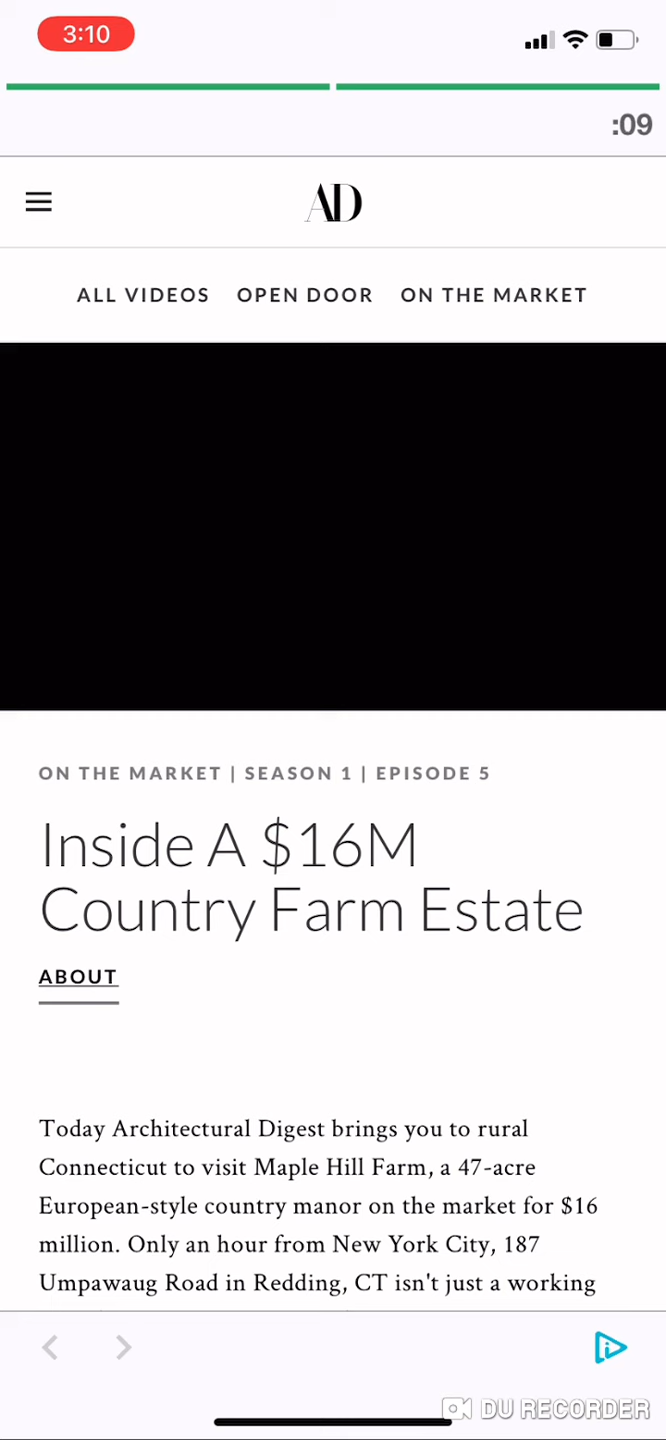 3:10
:09
AD
ALL VIDEOS OPEN DOOR ON THE MARKET
ON THE MARKET | SEASON 1 | EPISODE 5
Inside A $16M
Country Farm Estate
ABOUT
Today Architectural Digest brings you to rural
Connecticut to visit Maple Hill Farm, a 47-acre
European-style country manor on the market for $16
million. Only an hour from New York City, 187
Umpawaug Road in Redding, CT isn't just a working
DU RECORDER